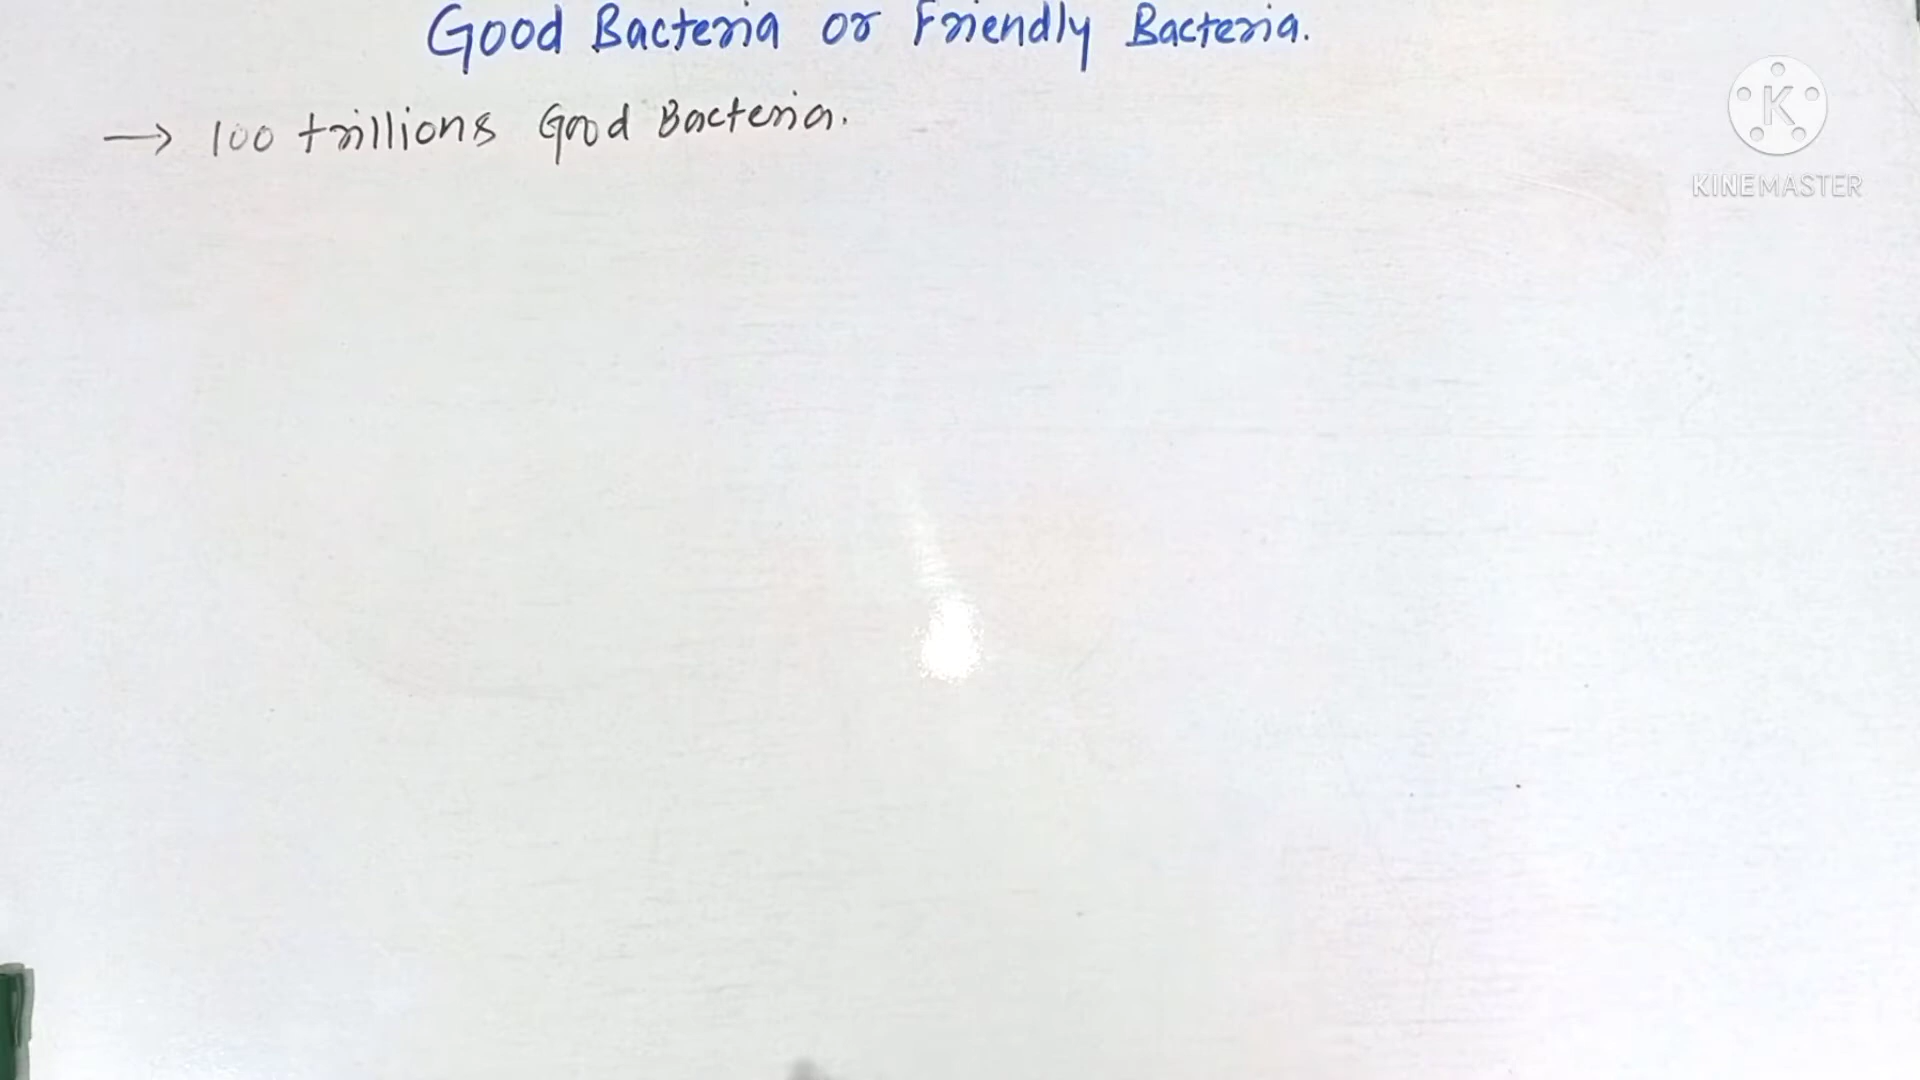 Good Bacteria or Friendly Bacteria.
→ 100 trillions Good Bacteria.
K
KINEMASTER